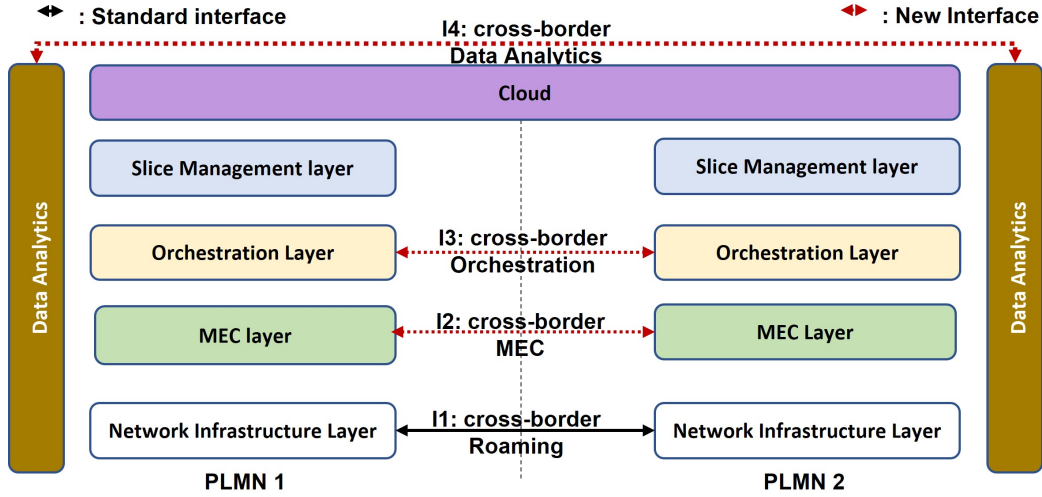 : Standard interface
: New Interface
I4: cross-border
Data Analytics
Cloud
Data Analytics
Data Analytics
Slice Management layer
Slice Management layer
Orchestration Layer
I3: cross-border
Orchestration
Orchestration Layer
MEC layer
I2: cross-border
MEC
MEC Layer
Network Infrastructure Layer
I1: cross-border
Roaming
Network Infrastructure Layer
PLMN 1
PLMN 2